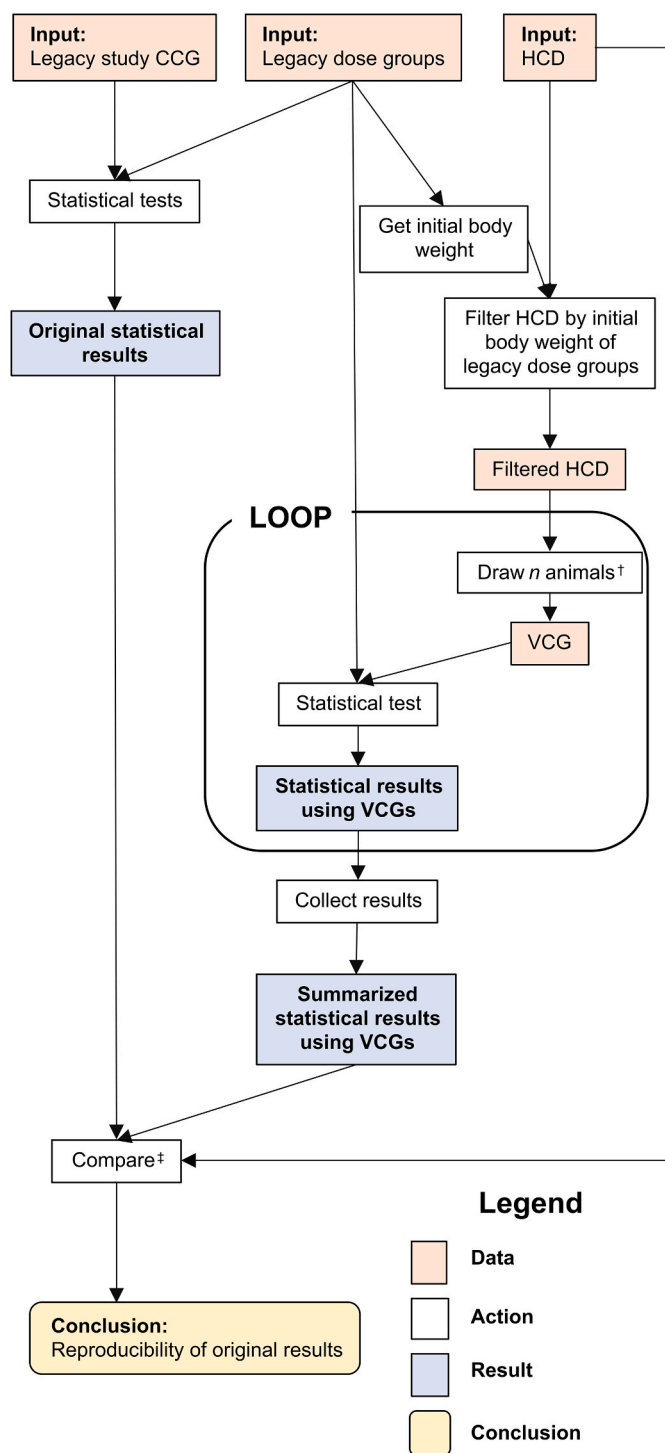 Input:
Legacy study CCG
Input:
Legacy dose groups
Input:
HCD
Statistical tests
Get initial body
weight
Original statistical
results
Filter HCD by initial
body weight of
legacy dose groups
Filtered HCD
LOOP
Draw n animals†
VCG
Statistical test
Statistical results
using VCGs
Collect results
Summarized
statistical results
using VCGs
Compare‡
Conclusion:
Reproducibility of original results
Legend
Data
Action
Result
Conclusion